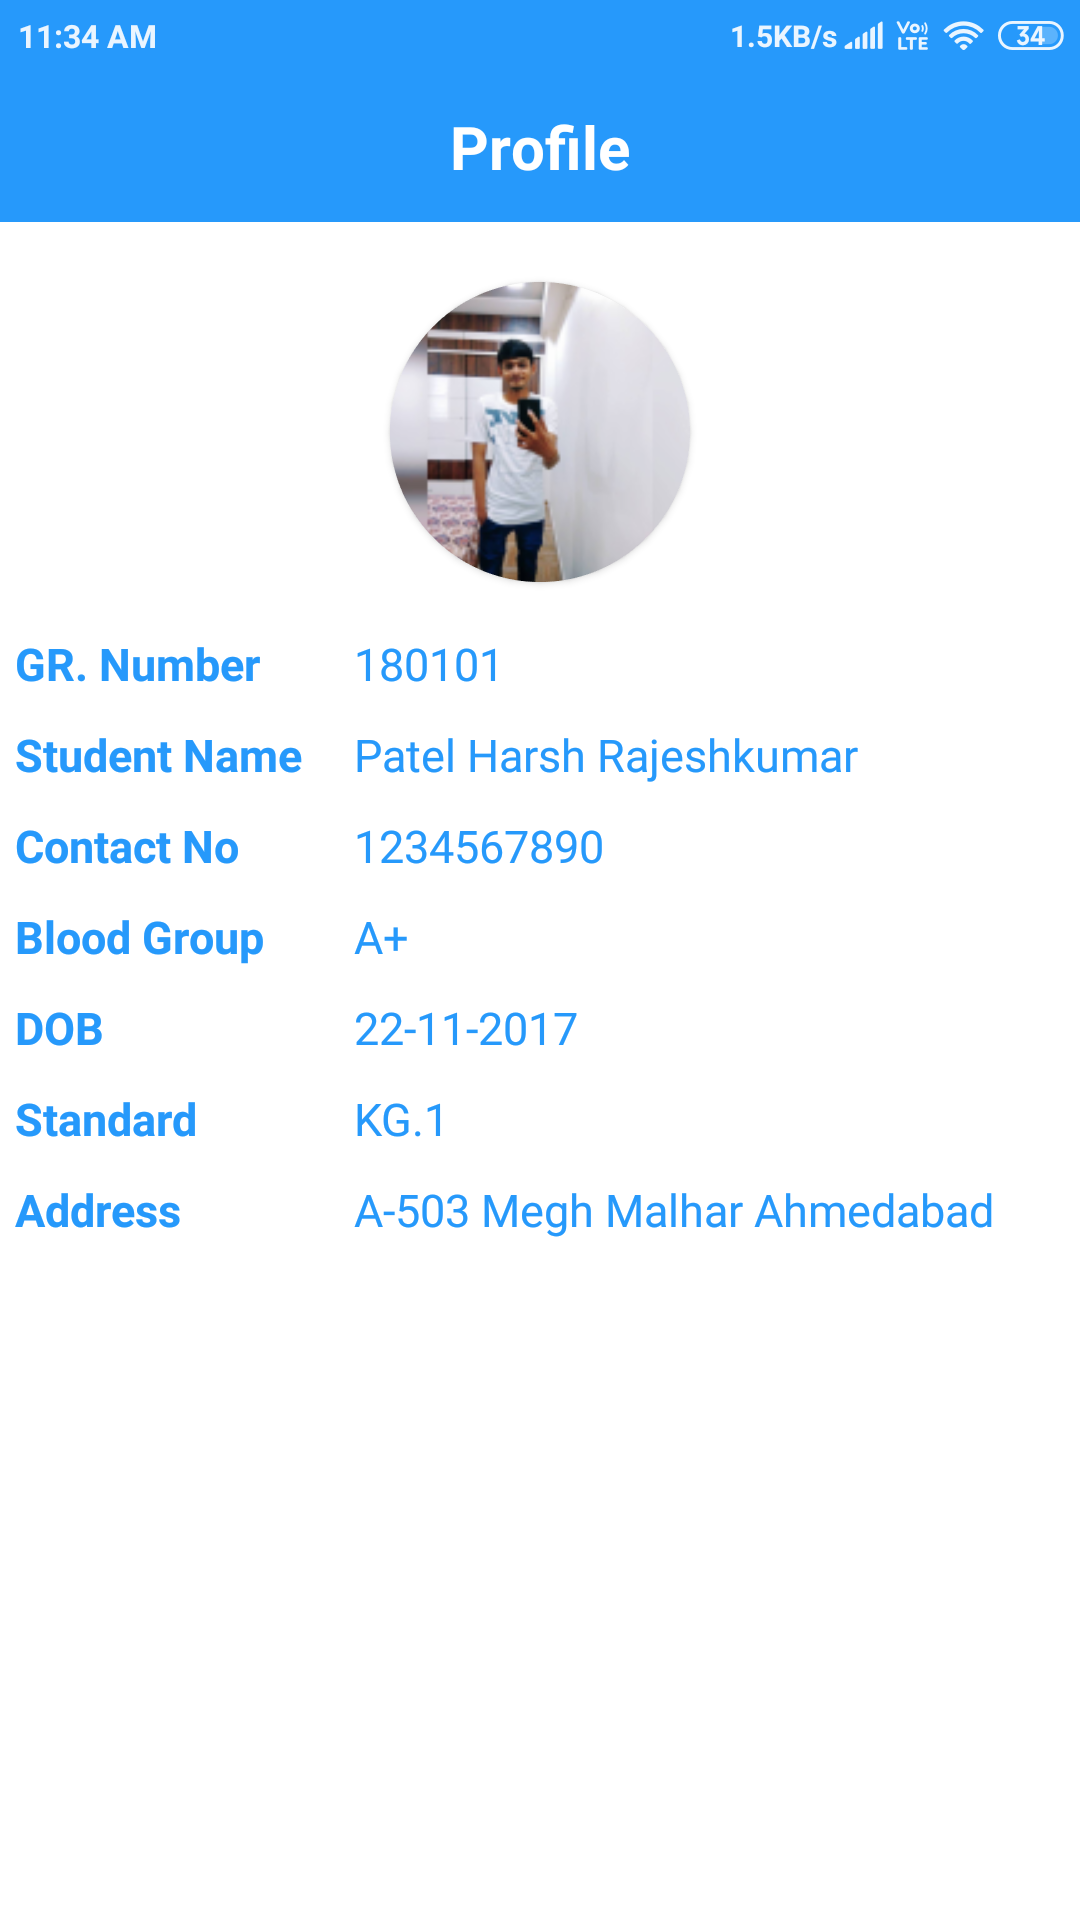 11:34 AM 1.5KB/s Vo)) LTE 34
Profile
GR. Number 180101
Student Name Patel Harsh Rajeshkumar
Contact No 1234567890
Blood Group A+
DOB 22-11-2017
Standard KG.1
Address A-503 Megh Malhar Ahmedabad